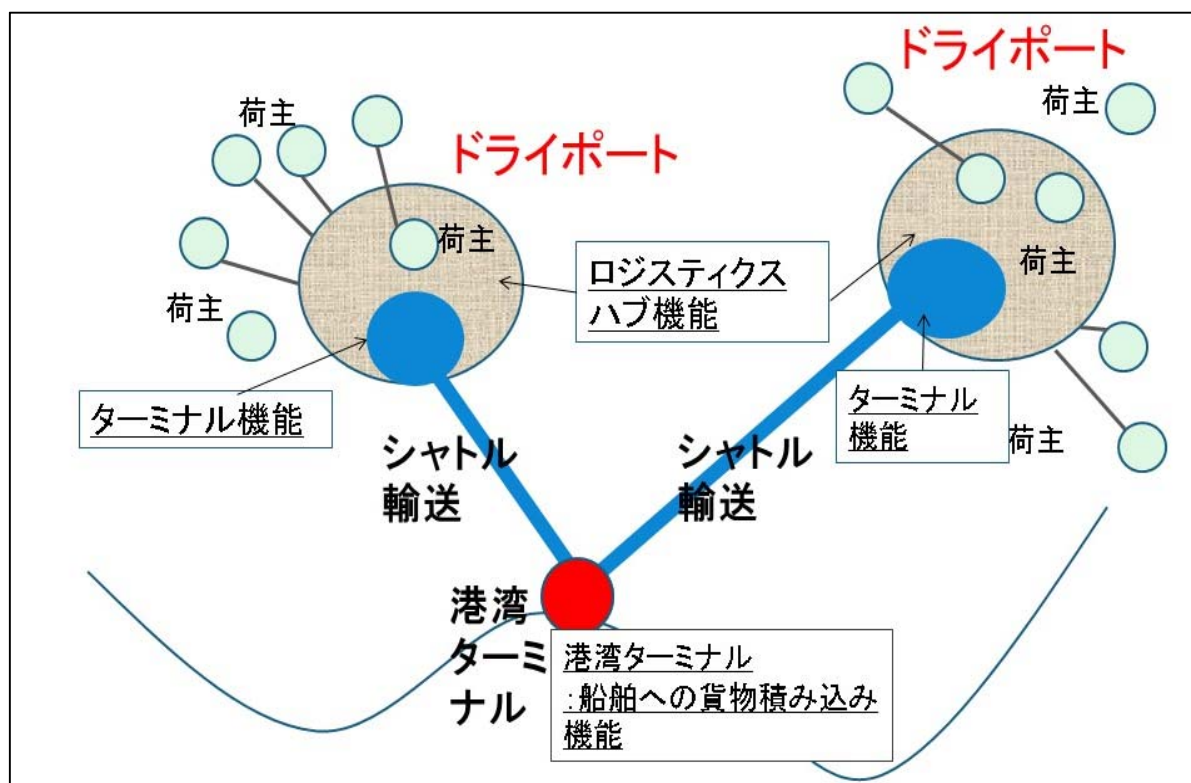 ドライポート
荷主
荷主
ドライポート
荷主
ロジスティクス
ハブ機能
荷主
荷主
ターミナル機能
ターミナル
機能
シャトル
輸送
シャトル
輸送
荷主
港湾
ターミ
ナル
港湾ターミナル
:船舶への貨物積み込み
機能